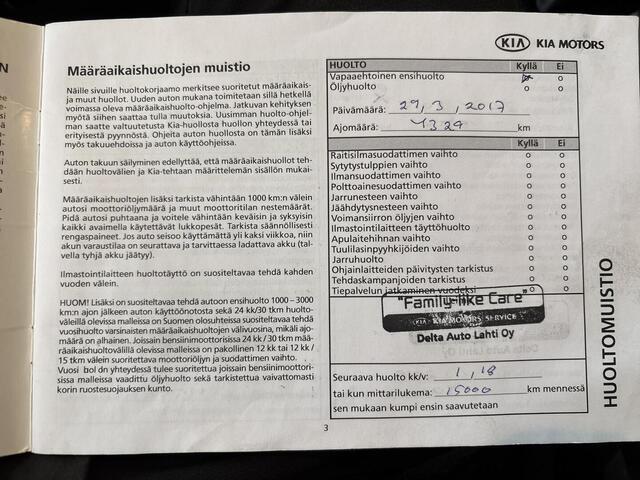 Määräaikaishuoltojen muistio
Näille sivuille huoltokorjaamo merkitsee suoritetut määräaikais-
ja muut huollot. Uuden auton mukana toimitetaan sillä hetkellä
voimassa oleva määräaikaishuolto-ohjelma. Jatkuvan kehityksen
myötä siihen saattaa tulla muutoksia. Uusimman huolto-ohjel-
man saatte valtuutetusta Kia-huollosta huollon yhteydessä tai
erityisestä pyynnöstä. Ohjeita auton huollosta on tämän lisäksi
myös takuuehdoissa ja auton käyttöohjeissa.
Auton takuun säilyminen edellyttää, että määräaikaishuollot teh-
dään huoltovälien ja Kia-tehtaan määrittelemän sisällön mukai-
sesti.
Määräaikaishuoltojen lisäksi tarkista vähintään 1000 km:n välein
autosi moottoriöljymäärä ja muut moottoritilan nestemäärät.
Pidä autosi puhtaana ja voitele vähintään keväisin ja syksyisin
kaikki avaimella käytettävät lukkopesät. Tarkista säännöllisesti
rengaspaineet. Jos auto seisoo käyttämättä yli kaksi viikkoa, niin
akun varaustilaa on seurattava ja tarvittaessa ladattava akku (tal-
vella tyhjä akku jäätyy).
Ilmastointilaitteen huoltotäyttö on suositeltavaa tehdä kahden
vuoden välein.
HUOM! Lisäksi on suositeltavaa tehdä autoon ensihuolto 1000 – 3000
km:n ajon jälkeen auton käyttöönotosta sekä 24 kk/30 tkm huolto-
väleillä olevissa malleissa on Suomen olosuhteissa suositeltavaa tehdä
vuosihuolto varsinaisten määräaikaishuoltojen välivuosina, mikäli ajo-
määrä on alhainen. Joissain bensiinimoottorisissa 24 kk / 30 tkm mää-
räaikaishuoltovälillä olevissa malleissa on pakollinen 12 kk tai 12 kk /
15 tkm välein suoritettava moottoriöljyn ja suodattimen vaihto.
Vuosihuollon yhdeydessä tulee suorittaa joissain bensiinimoottori-
sissa malleissa vaadittu öljyhuolto sekä tarkistettua vaivattomasti
korin ruostesuojauksen kunto.
3
KIA KIA MOTORS
HUOLTO Kyllä Ei
Vapaaehtoinen ensihuolto
Öljyhuolto
Päivämäärä: 29, 3, 2017
Ajomäärä: 4324 km
Kyllä Ei
Raitisilmasuodattimen vaihto
Sytytystulppien vaihto
Ilmansuodattimen vaihto
Polttoainesuodattimen vaihto
Jarrunesteen vaihto
Jäähdytysnesteen vaihto
Voimansiirron öljyjen vaihto
Ilmastointilaitteen täyttöhuolto
Apulaitehihnan vaihto
Tuulilasinpyyhkijöiden vaihto
Jarruhuolto
Ohjainlaitteiden päivitysten tarkistus
Tehdaskampanjoiden tarkistus
Tiepalvelun jatkaminen vuodeksi
"Family-like Care"
KIA KIA MOTORS SERVICE
Delta Auto Lahti Oy
Seuraava huolto kk/v: 1, 18
tai kun mittarilukema: 15000 km mennessä
sen mukaan kumpi ensin saavutetaan
HUOLTOMUISTIO